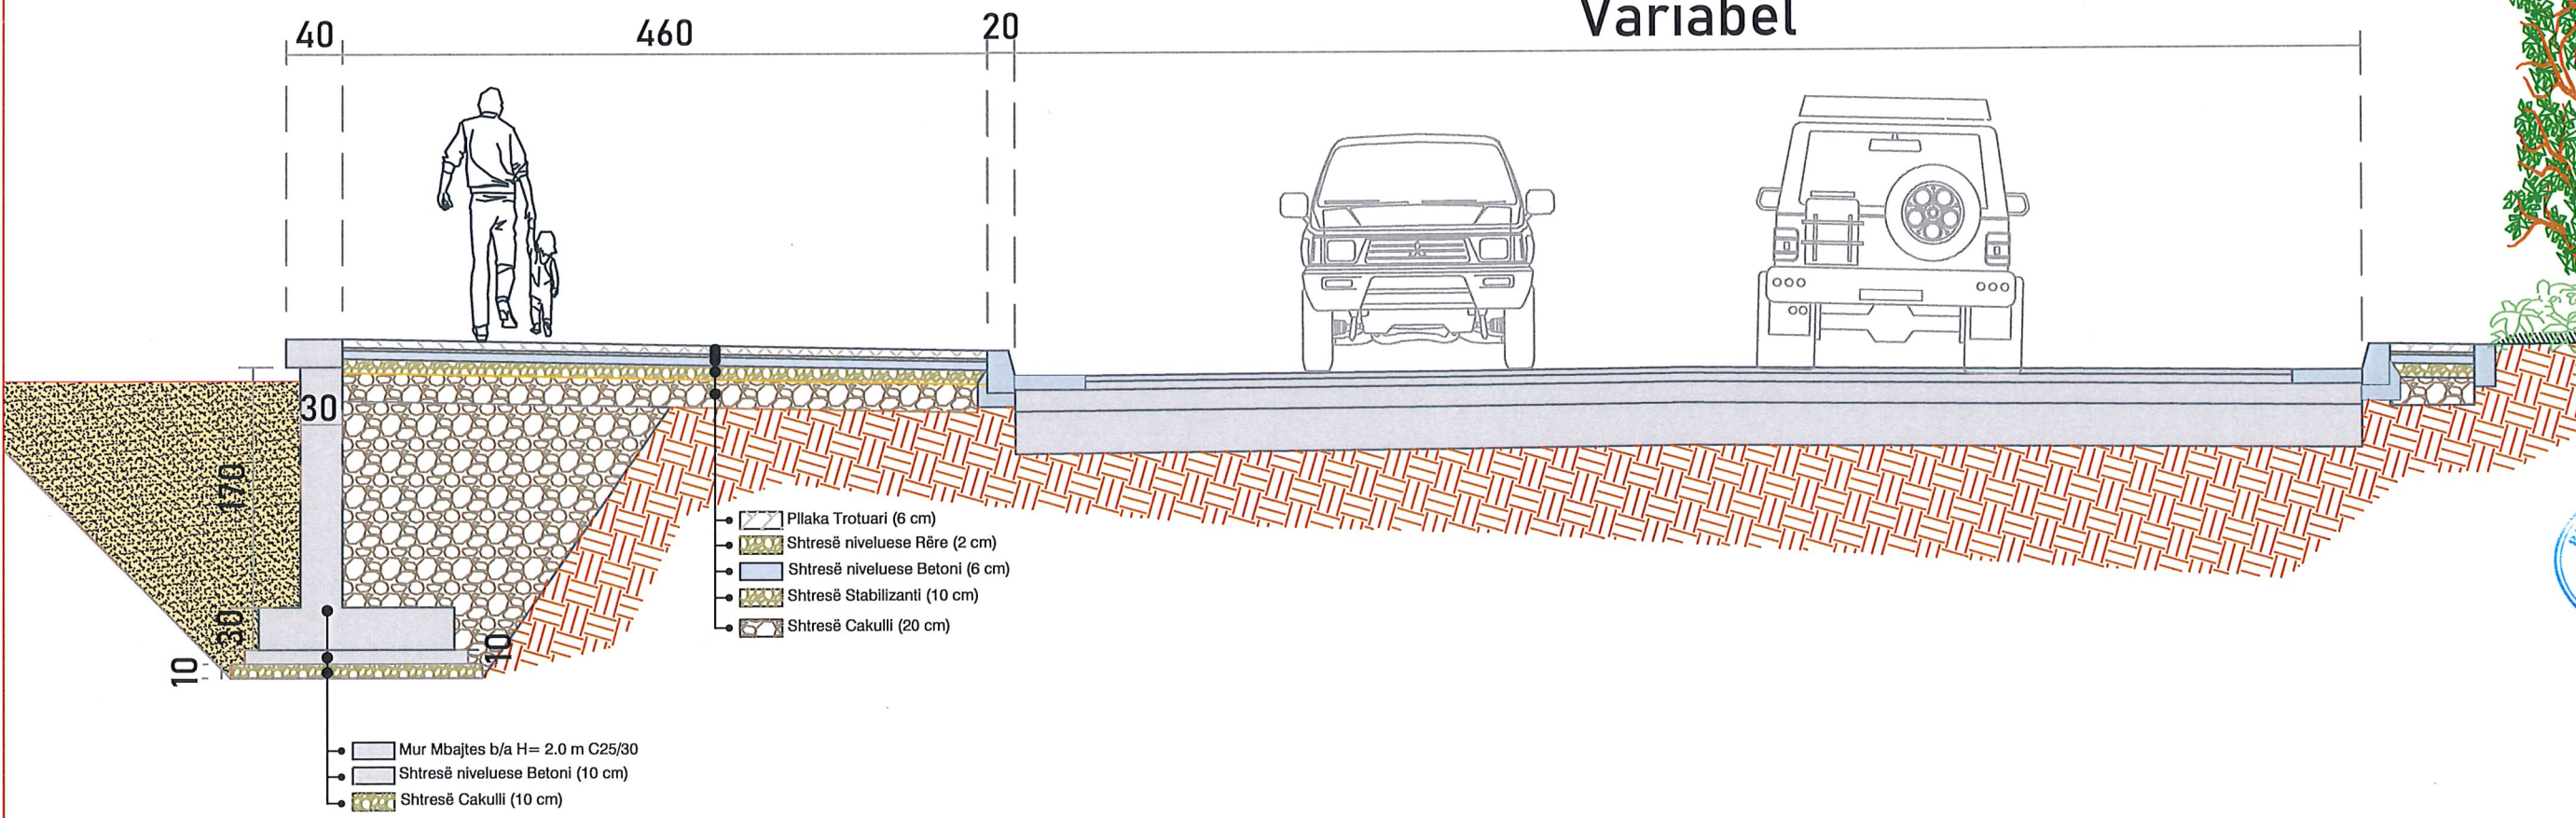 40
460
20
Variabel
30
170
30
10
10
Pllaka Trotuari (6 cm)
Shtresë niveluese Rëre (2 cm)
Shtresë niveluese Betoni (6 cm)
Shtresë Stabilizanti (10 cm)
Shtresë Cakulli (20 cm)
Mur Mbajtes b/a H= 2.0 m C25/30
Shtresë niveluese Betoni (10 cm)
Shtresë Cakulli (10 cm)